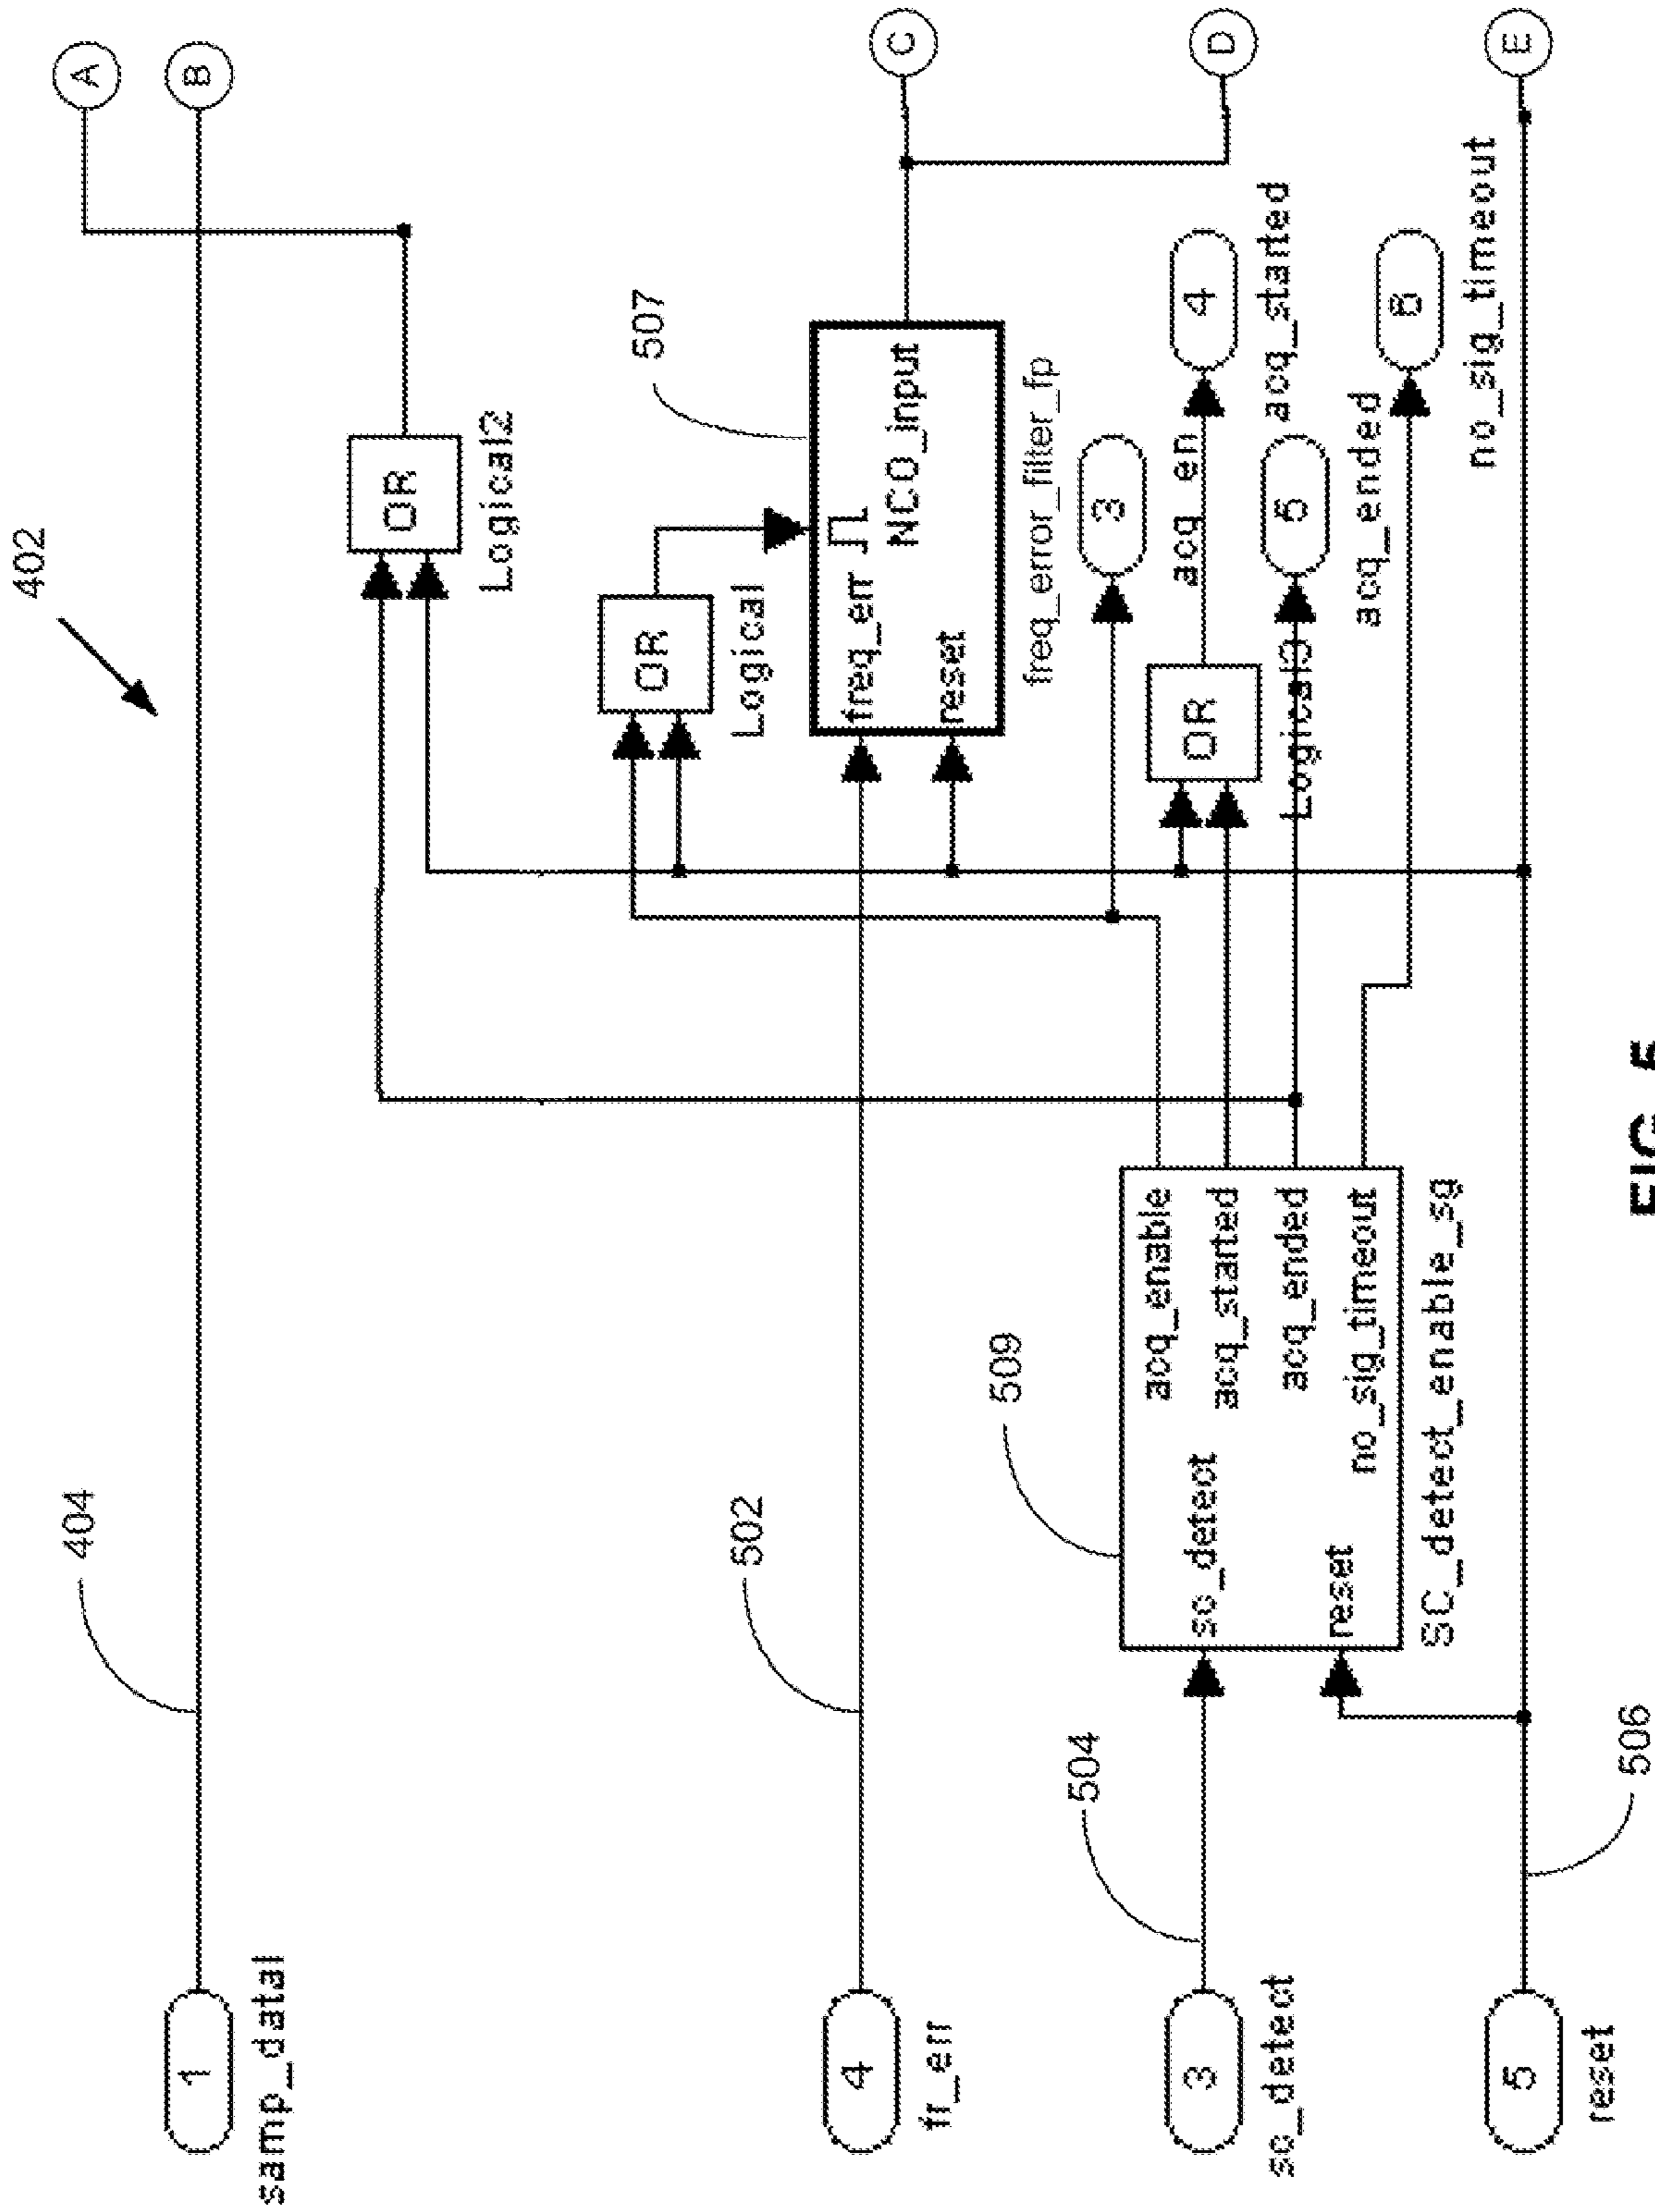 402
A
404
B
1
samp_dataI
OR
Logical2
OR
Logical
507
freq_err
NCO_input
reset
freq_error_filter_fp
C
502
4
fr_err
D
3
acq_en
OR
Logical3
4
acq_started
5
acq_ended
6
no_sig_timeout
509
sc_detect
reset
acq_enable
acq_started
acq_ended
no_sig_timeout
SC_detect_enable_sg
504
3
sc_detect
E
506
5
reset
FIG. 5